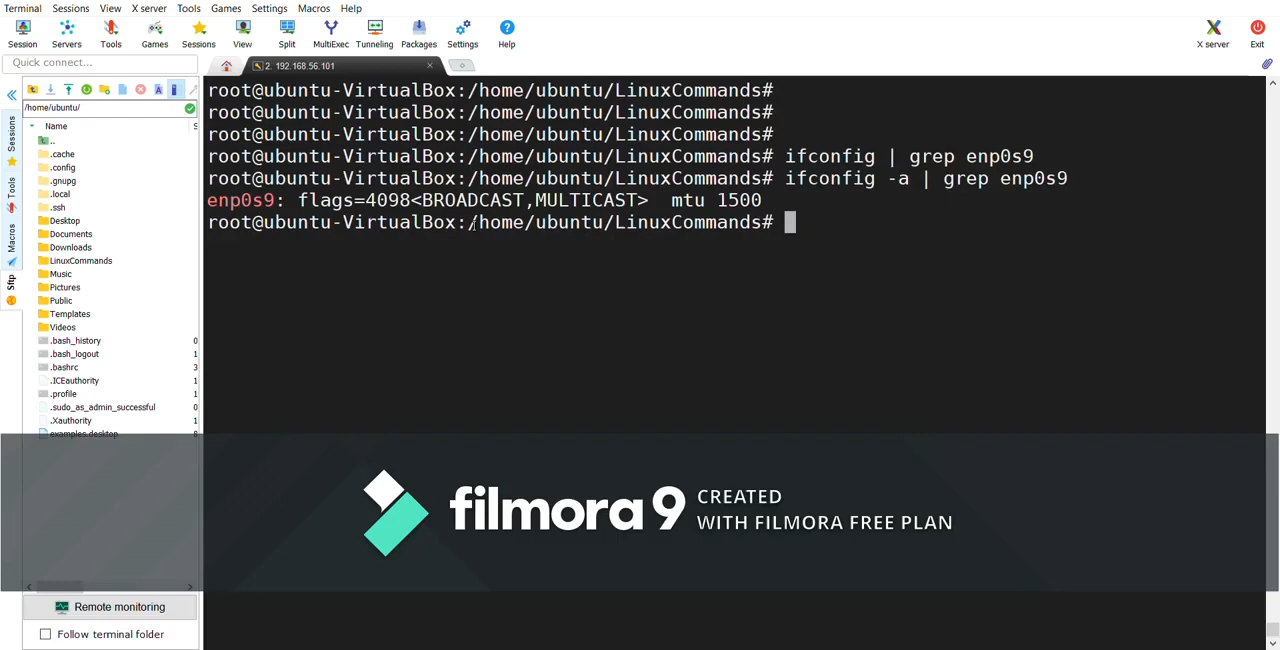 Terminal Sessions View X server Tools Games Settings Macros Help
Session Servers Tools Games Sessions View Split MultiExec Tunneling Packages Settings Help X server Exit
Quick connect...
2. 192.168.56.101
/home/ubuntu/
Name S
..
.cache
.config
.gnupg
.local
.ssh
Desktop
Documents
Downloads
LinuxCommands
Music
Pictures
Public
Templates
Videos
.bash_history 0
.bash_logout 1
.bashrc 3
.ICEauthority 1
.profile 1
.sudo_as_admin_successful 0
.Xauthority 1
examples.desktop 8
Sessions
Tools
Macros
Sftp
Remote monitoring
Follow terminal folder
root@ubuntu-VirtualBox:/home/ubuntu/LinuxCommands#
root@ubuntu-VirtualBox:/home/ubuntu/LinuxCommands#
root@ubuntu-VirtualBox:/home/ubuntu/LinuxCommands#
root@ubuntu-VirtualBox:/home/ubuntu/LinuxCommands# ifconfig | grep enp0s9
root@ubuntu-VirtualBox:/home/ubuntu/LinuxCommands# ifconfig -a | grep enp0s9
enp0s9: flags=4098<BROADCAST,MULTICAST> mtu 1500
root@ubuntu-VirtualBox:/home/ubuntu/LinuxCommands#
filmora 9 CREATED
WITH FILMORA FREE PLAN